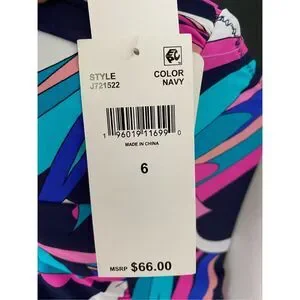 STYLE
J721522
COLOR
NAVY
1 96019 11699 0
MADE IN CHINA
6
MSRP $66.00